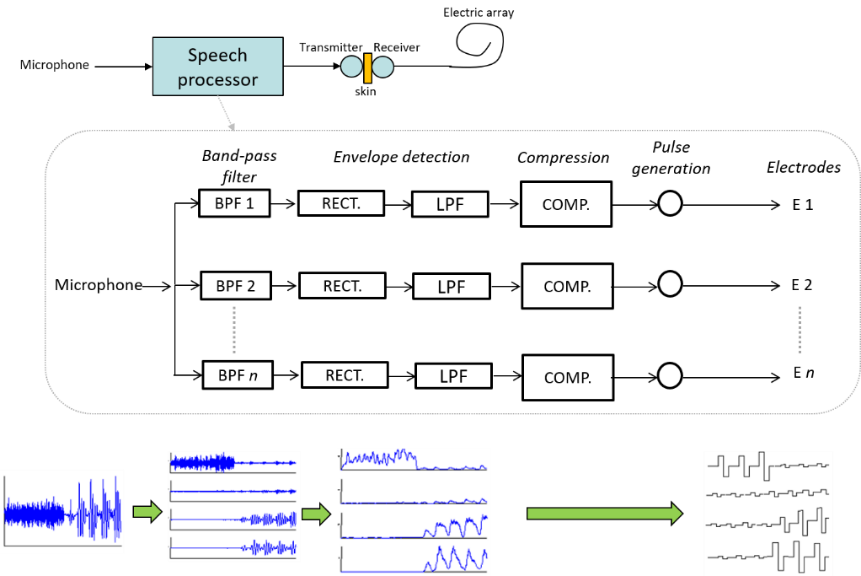 Electric array
Microphone
Speech
processor
Transmitter
Receiver
skin
Band-pass
filter
Envelope detection
Compression
Pulse
generation
Electrodes
BPF 1
RECT.
LPF
COMP.
E 1
Microphone
BPF 2
RECT.
LPF
COMP.
E 2
BPF n
RECT.
LPF
COMP.
E n